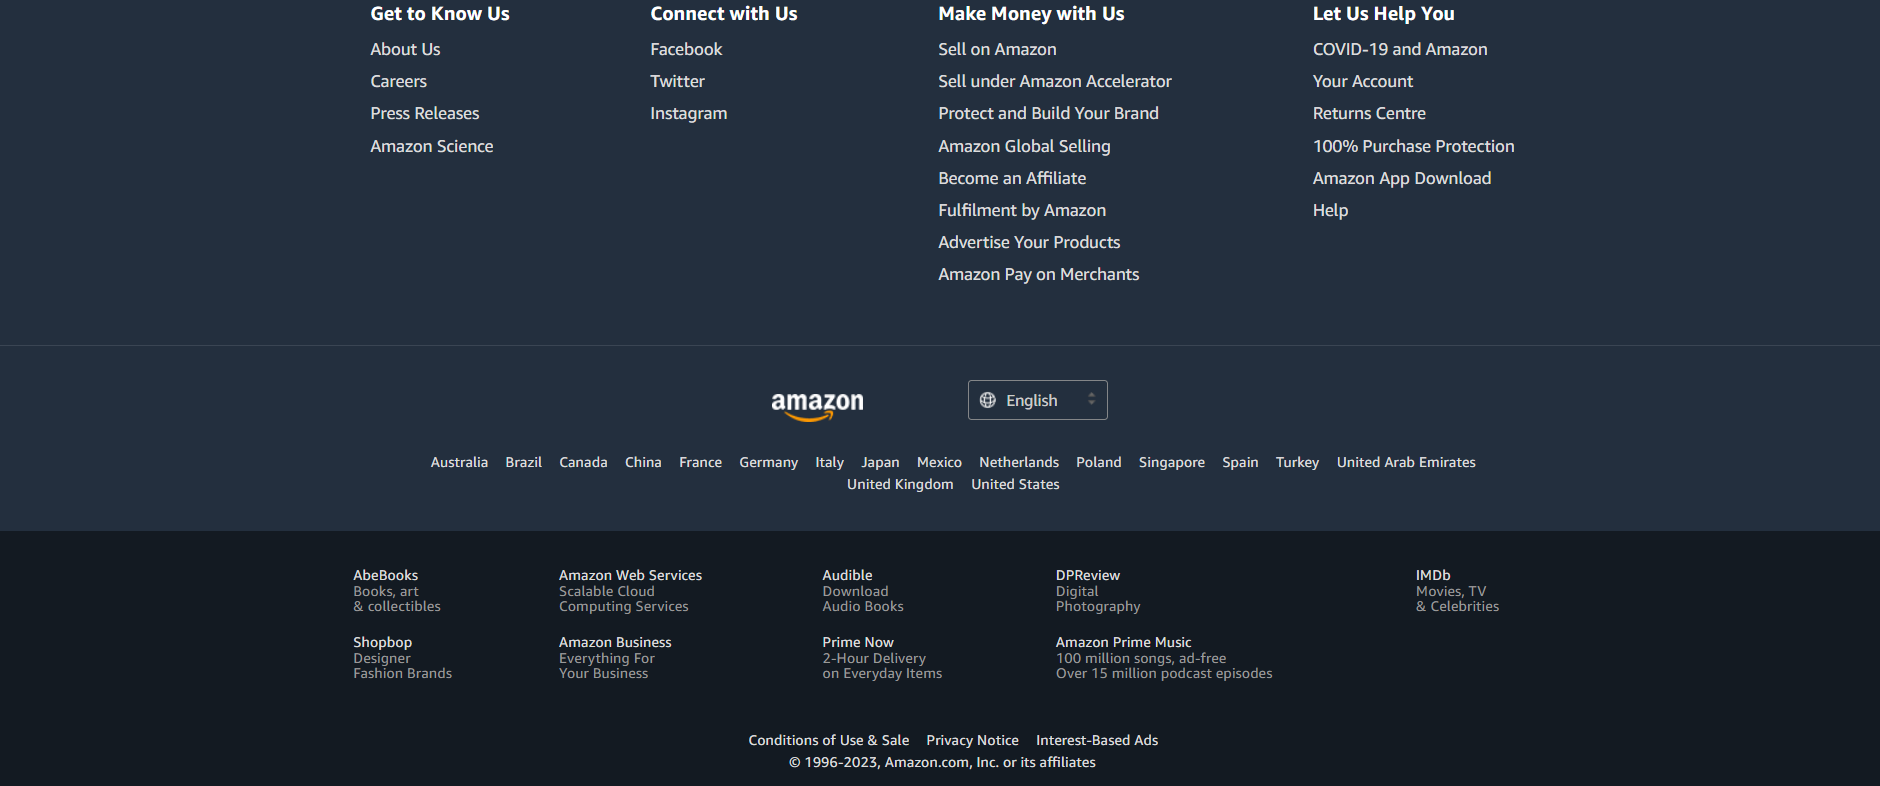 Get to Know Us
About Us
Careers
Press Releases
Amazon Science
Connect with Us
Facebook
Twitter
Instagram
Make Money with Us
Sell on Amazon
Sell under Amazon Accelerator
Protect and Build Your Brand
Amazon Global Selling
Become an Affiliate
Fulfilment by Amazon
Advertise Your Products
Amazon Pay on Merchants
Let Us Help You
COVID-19 and Amazon
Your Account
Returns Centre
100% Purchase Protection
Amazon App Download
Help
amazon
English
Australia Brazil Canada China France Germany Italy Japan Mexico Netherlands Poland Singapore Spain Turkey United Arab Emirates
United Kingdom United States
AbeBooks
Books, art
& collectibles
Amazon Web Services
Scalable Cloud
Computing Services
Audible
Download
Audio Books
DPReview
Digital
Photography
IMDb
Movies, TV
& Celebrities
Shopbop
Designer
Fashion Brands
Amazon Business
Everything For
Your Business
Prime Now
2-Hour Delivery
on Everyday Items
Amazon Prime Music
100 million songs, ad-free
Over 15 million podcast episodes
Conditions of Use & Sale Privacy Notice Interest-Based Ads
© 1996-2023, Amazon.com, Inc. or its affiliates